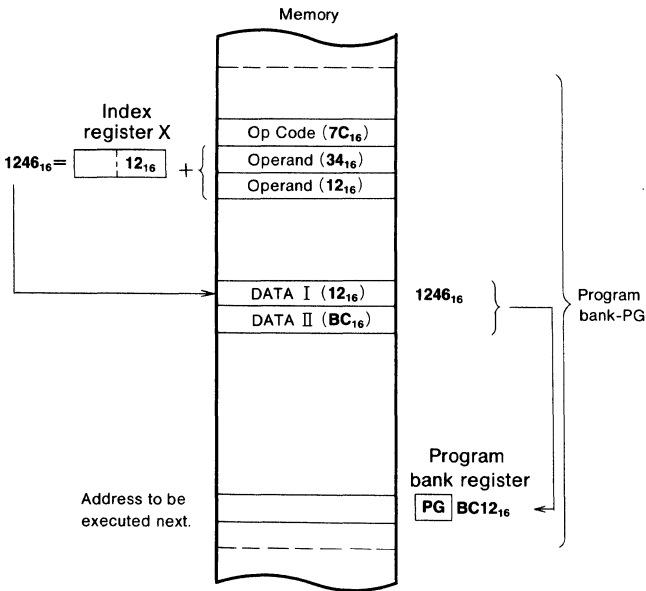 Memory
Index
register X
1246₁₆=
12₁₆
+
Op Code (7C₁₆)
Operand (34₁₆)
Operand (12₁₆)
DATA Ⅰ (12₁₆)
1246₁₆
DATA Ⅱ (BC₁₆)
Program
bank-PG
Program
bank register
PG BC12₁₆
Address to be
executed next.